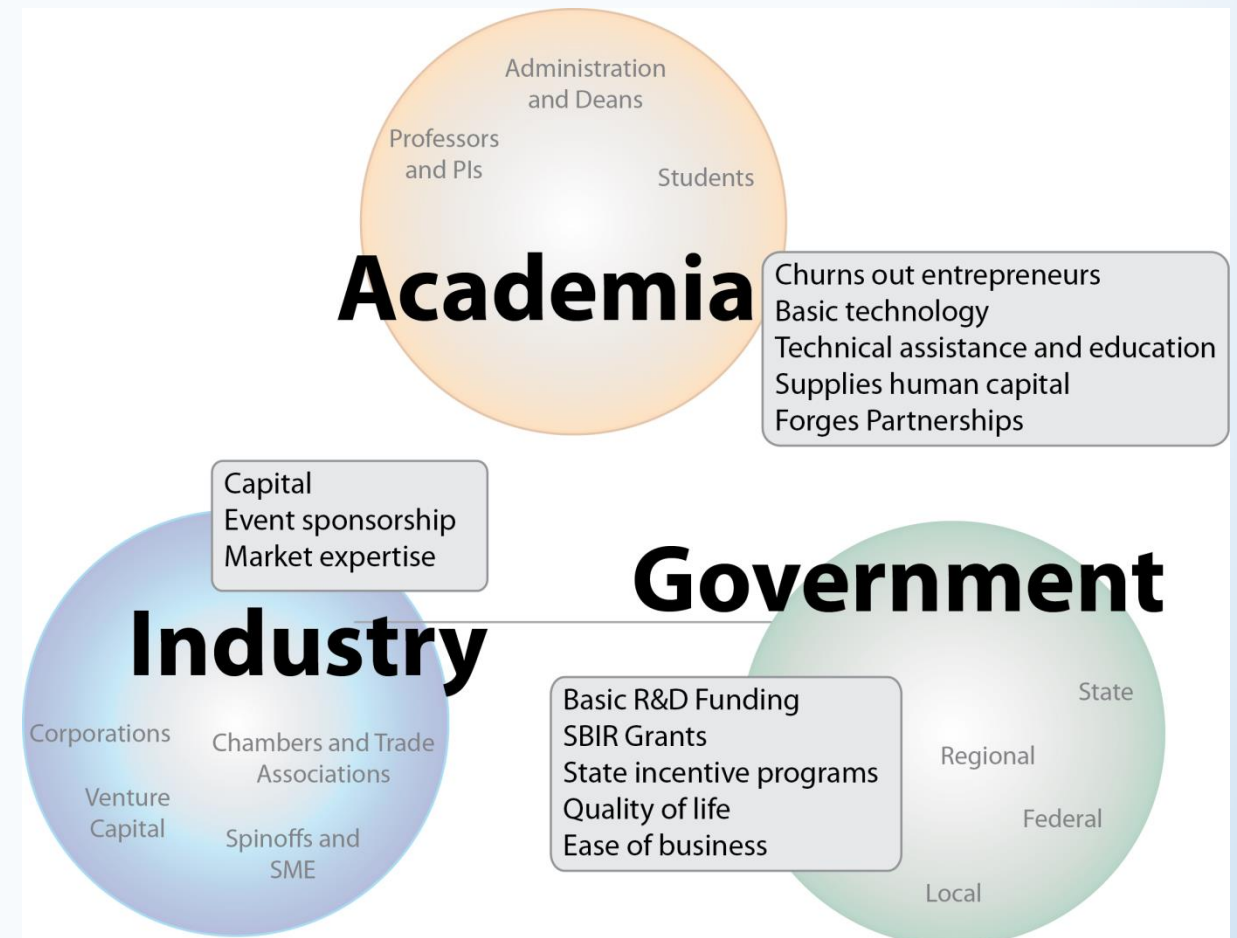 Administration
and Deans
Professors
and PIs
Students
Academia
Churns out entrepreneurs
Basic technology
Technical assistance and education
Supplies human capital
Forges Partnerships
Capital
Event sponsorship
Market expertise
Industry
Corporations
Chambers and Trade
Associations
Venture
Capital
Spinoffs and
SME
Government
Basic R&D Funding
SBIR Grants
State incentive programs
Quality of life
Ease of business
State
Regional
Federal
Local